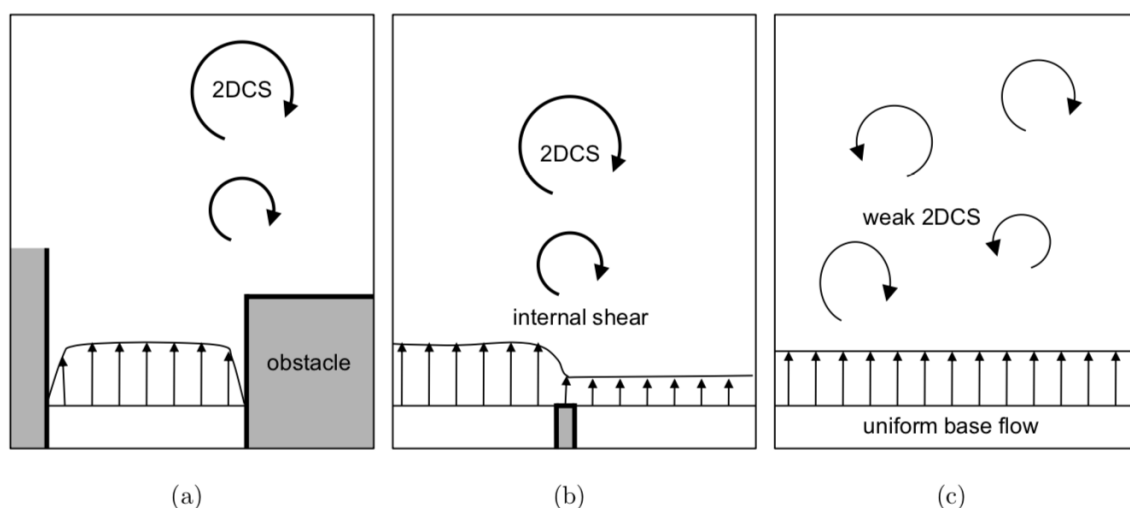 2DCS
obstacle
(a)
2DCS
internal shear
(b)
weak 2DCS
uniform base flow
(c)